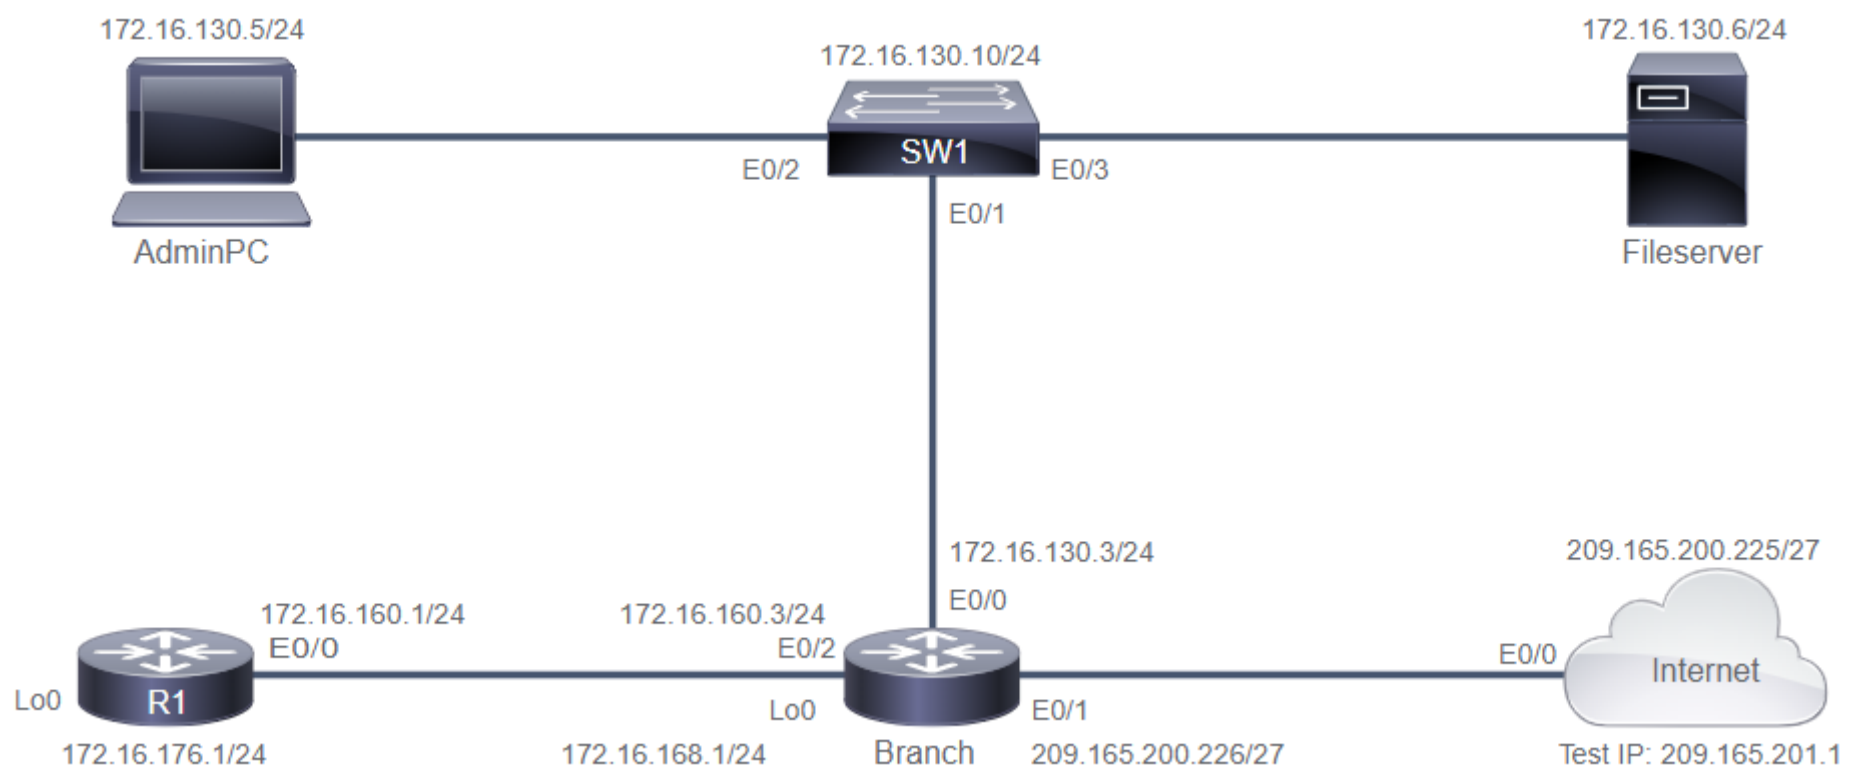 172.16.130.5/24
172.16.130.10/24
172.16.130.6/24
SW1
E0/2
E0/3
E0/1
AdminPC
Fileserver
172.16.130.3/24
E0/0
209.165.200.225/27
172.16.160.1/24
E0/0
172.16.160.3/24
E0/2
E0/0
Internet
Lo0
R1
Lo0
E0/1
172.16.176.1/24
172.16.168.1/24
Branch
209.165.200.226/27
Test IP: 209.165.201.1